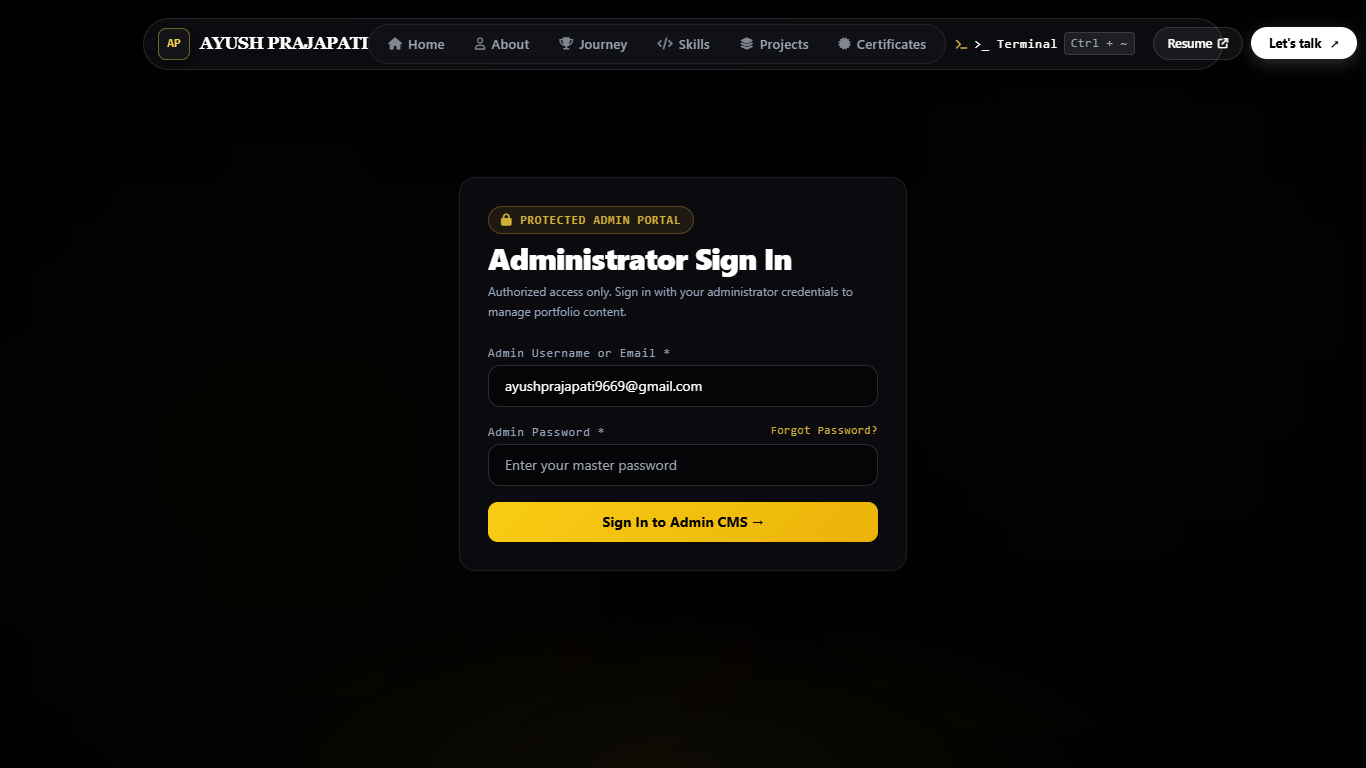 AP AYUSH PRAJAPATI Home About Journey Skills Projects Certificates >_ Terminal Ctrl + ~ Resume Let's talk ↗
PROTECTED ADMIN PORTAL
Administrator Sign In
Authorized access only. Sign in with your administrator credentials to
manage portfolio content.
Admin Username or Email *
ayushprajapati9669@gmail.com
Admin Password * Forgot Password?
Enter your master password
Sign In to Admin CMS →